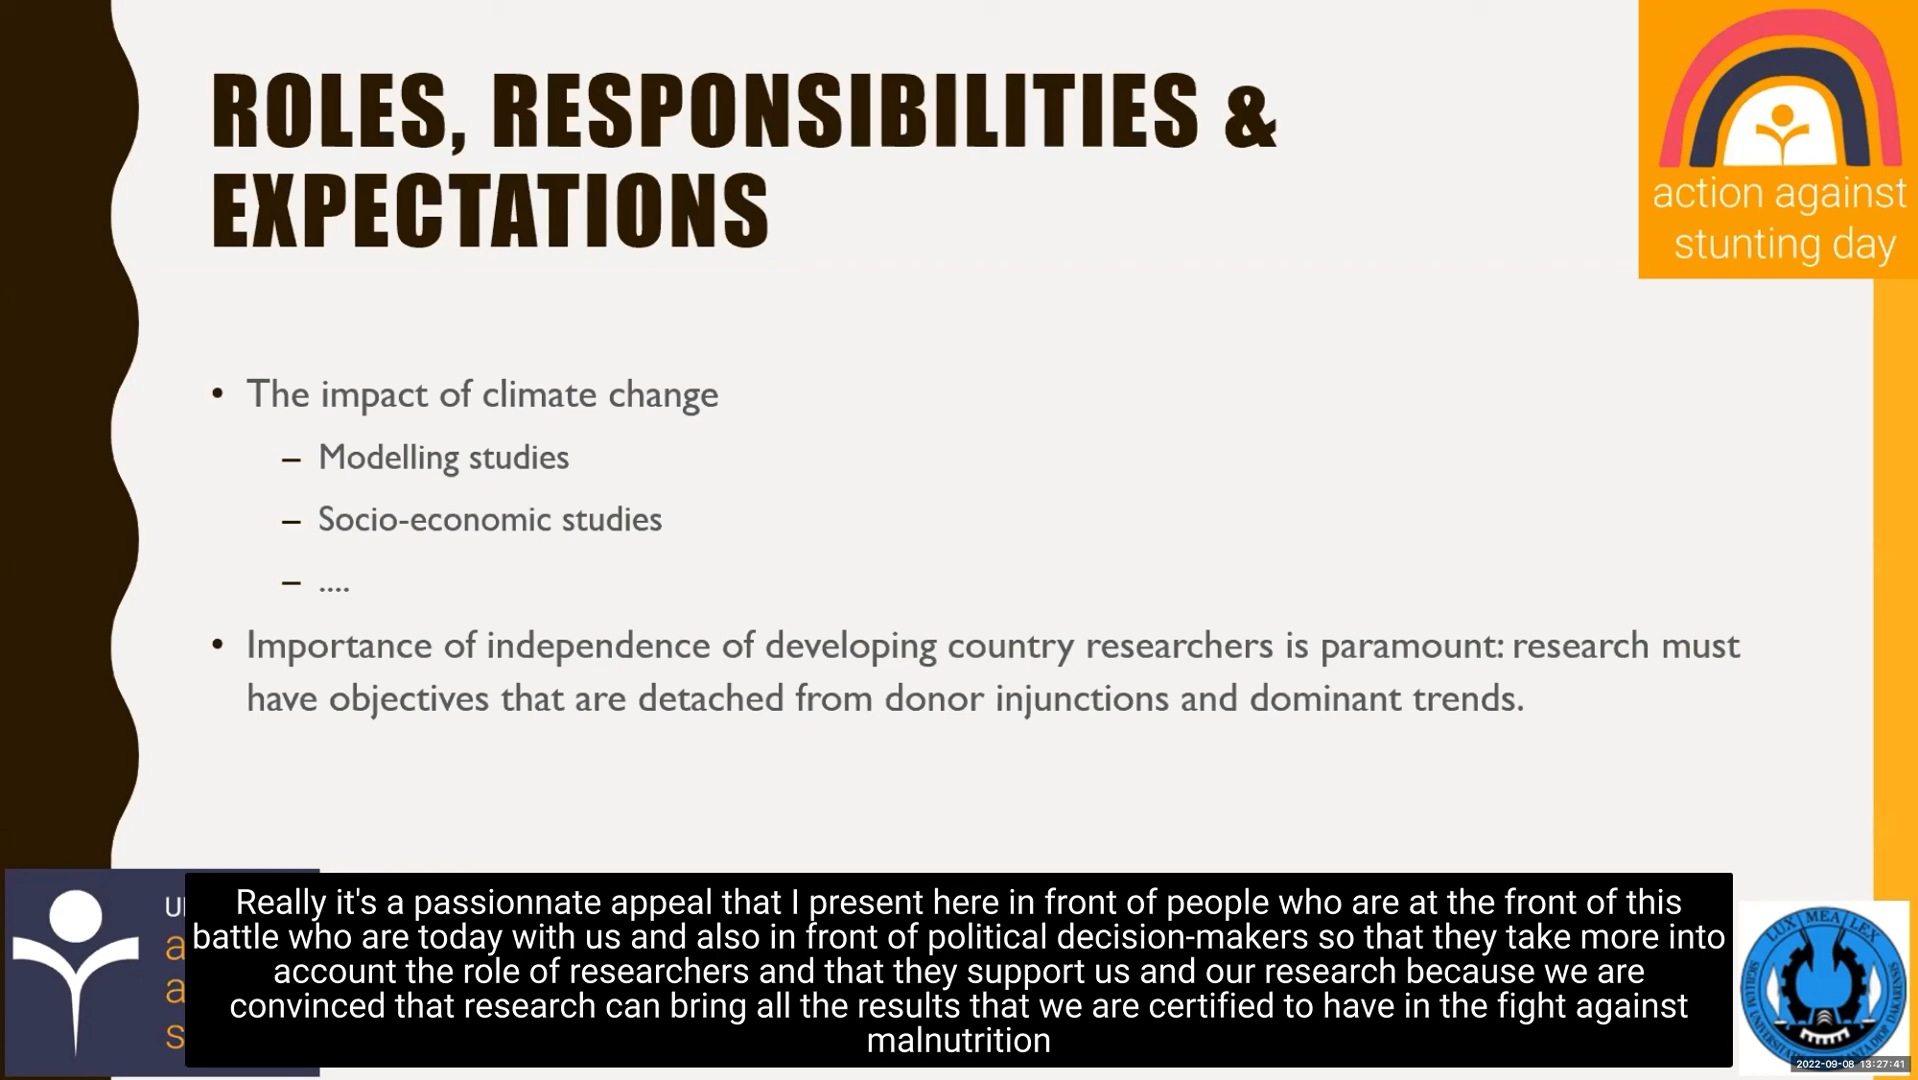 ROLES, RESPONSIBILITIES &
EXPECTATIONS
action against
stunting day
• The impact of climate change
– Modelling studies
– Socio-economic studies
– ....
• Importance of independence of developing country researchers is paramount: research must
have objectives that are detached from donor injunctions and dominant trends.
Really it's a passionnate appeal that I present here in front of people who are at the front of this
battle who are today with us and also in front of political decision-makers so that they take more into
account the role of researchers and that they support us and our research because we are
convinced that research can bring all the results that we are certified to have in the fight against
malnutrition
LUX MEA LEX
2022-09-08 13:27:41